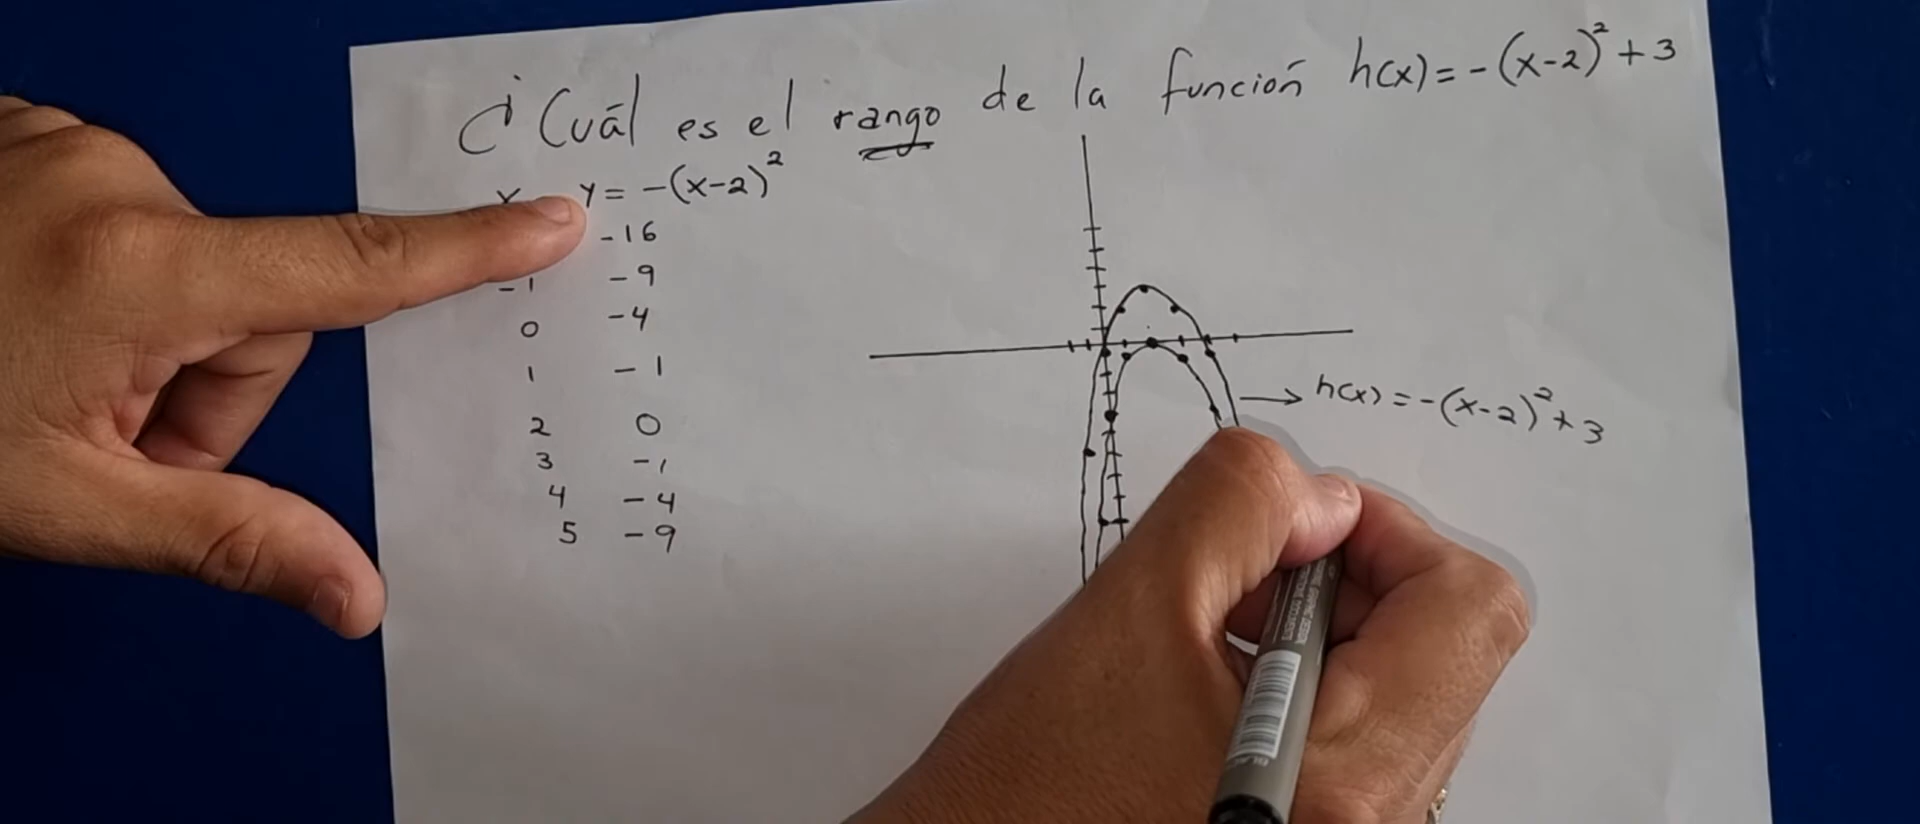 ¿Cuál es el rango de la función h(x) = -(x-2)² + 3
x y = -(x-2)²
-16
-1 -9
0 -4
1 -1
2 0
3 -1
4 -4
5 -9
h(x) = -(x-2)² + 3